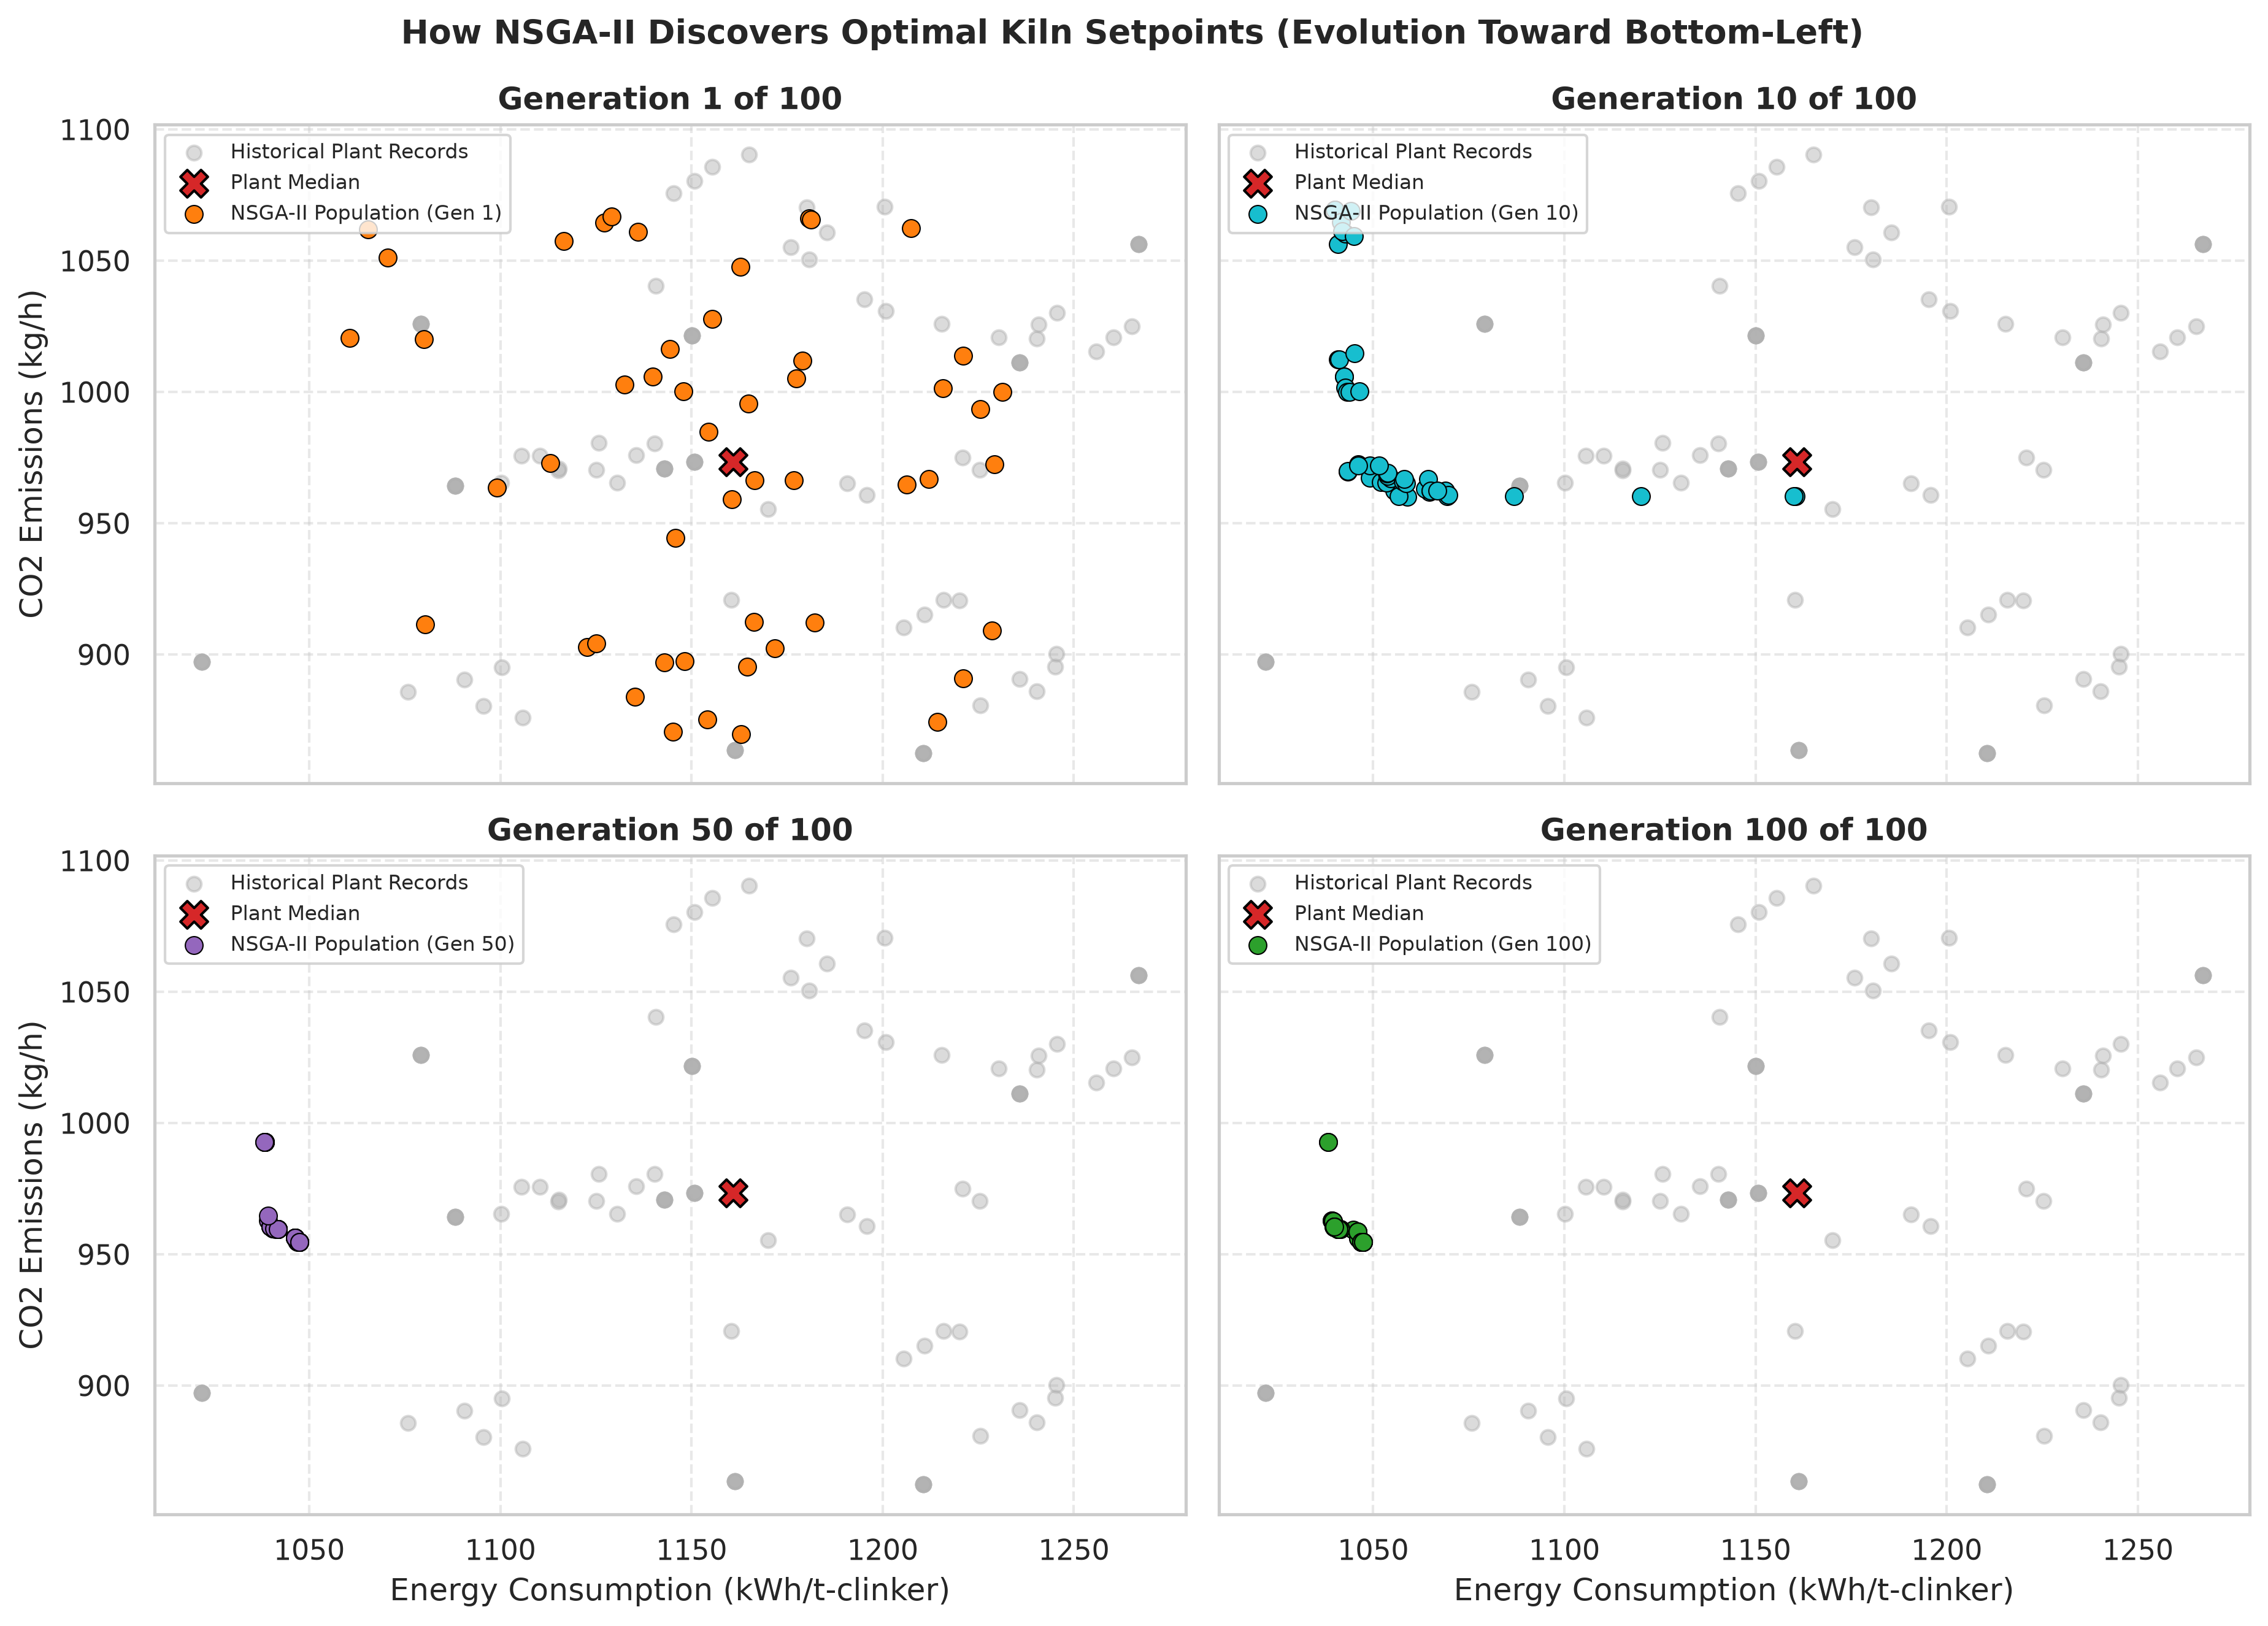 How NSGA-II Discovers Optimal Kiln Setpoints (Evolution Toward Bottom-Left)
Generation 1 of 100
Historical Plant Records
Plant Median
NSGA-II Population (Gen 1)
1100
1050
1000
950
900
CO2 Emissions (kg/h)
Generation 10 of 100
Historical Plant Records
Plant Median
NSGA-II Population (Gen 10)
Generation 50 of 100
Historical Plant Records
Plant Median
NSGA-II Population (Gen 50)
1100
1050
1000
950
900
CO2 Emissions (kg/h)
1050 1100 1150 1200 1250
Energy Consumption (kWh/t-clinker)
Generation 100 of 100
Historical Plant Records
Plant Median
NSGA-II Population (Gen 100)
1050 1100 1150 1200 1250
Energy Consumption (kWh/t-clinker)